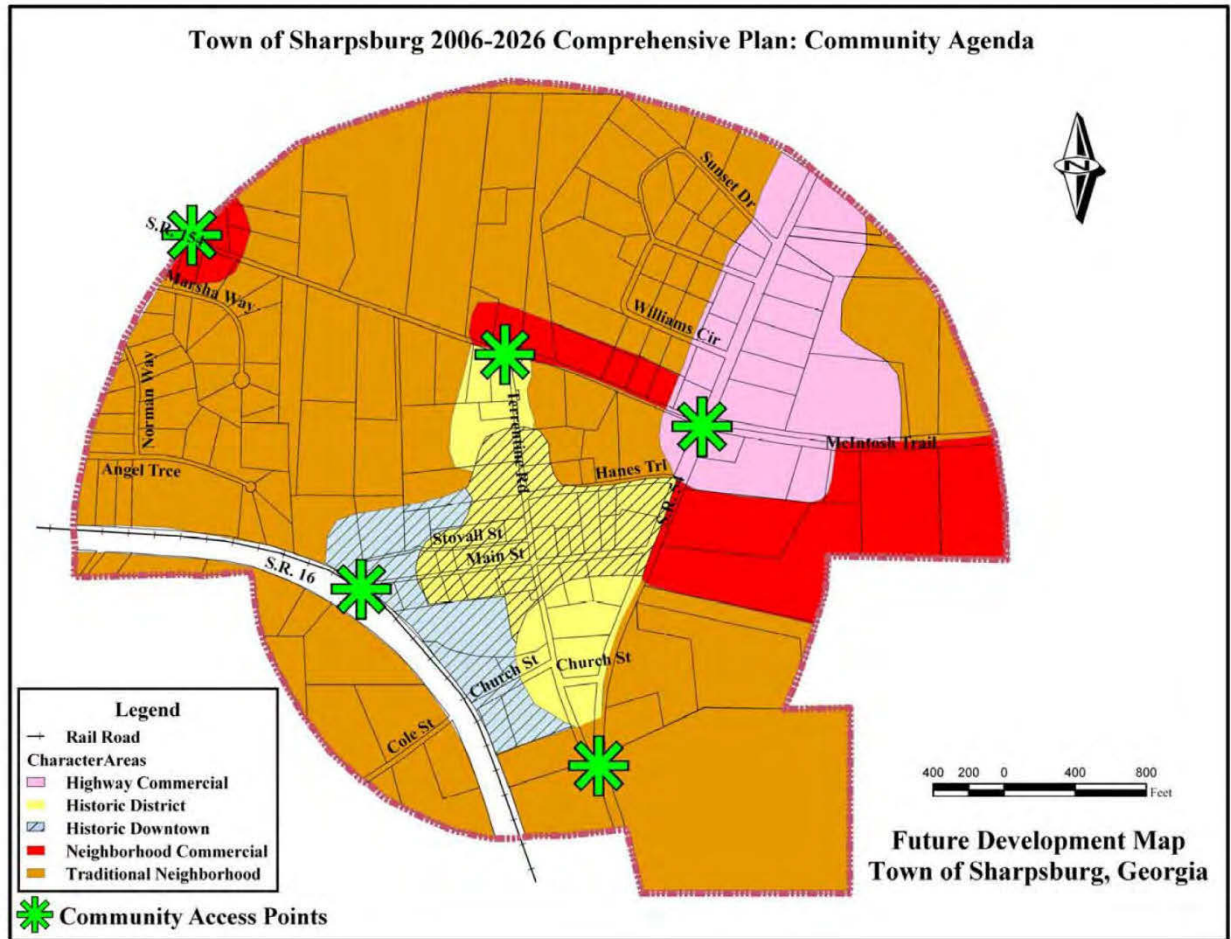 Town of Sharpsburg 2006-2026 Comprehensive Plan: Community Agenda
N
Sunset Dr
S.R. 154
Marsha Way
Williams Cir
Norman Way
Terrentine Rd
McIntosh Trail
Angel Trce
Hanes Trl
S.R. 54
Stovall St
Main St
S.R. 16
Church St
Church St
Cole St
Legend
Rail Road
CharacterAreas
Highway Commercial
Historic District
Historic Downtown
Neighborhood Commercial
Traditional Neighborhood
Community Access Points
400 200 0 400 800
Feet
Future Development Map
Town of Sharpsburg, Georgia